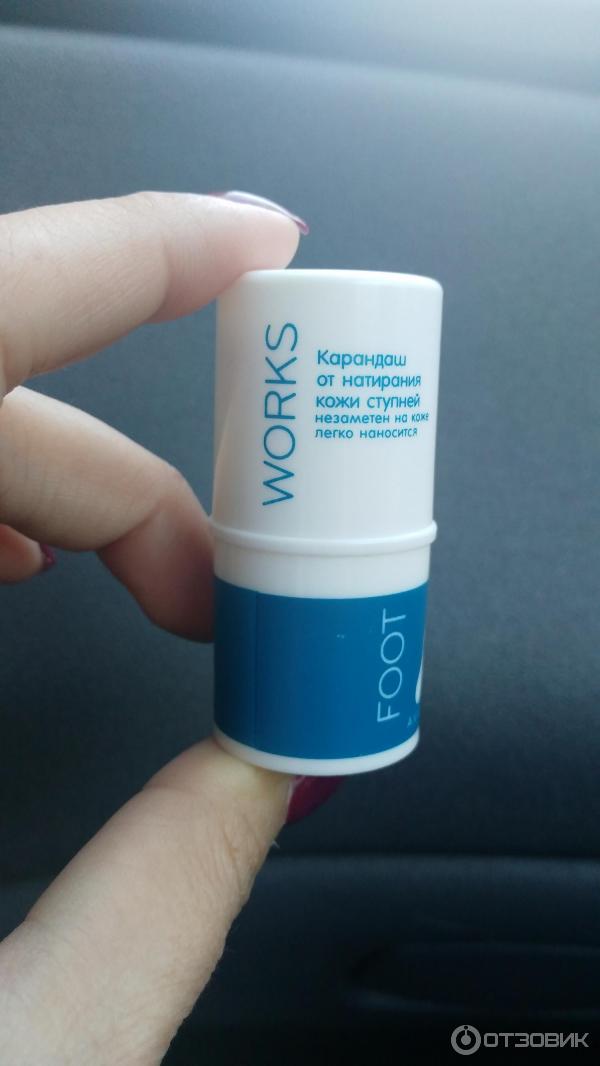 WORKS
Карандаш
от натирания
кожи ступней
незаметен на коже
легко наносится
FOOT
ОТЗОВИК